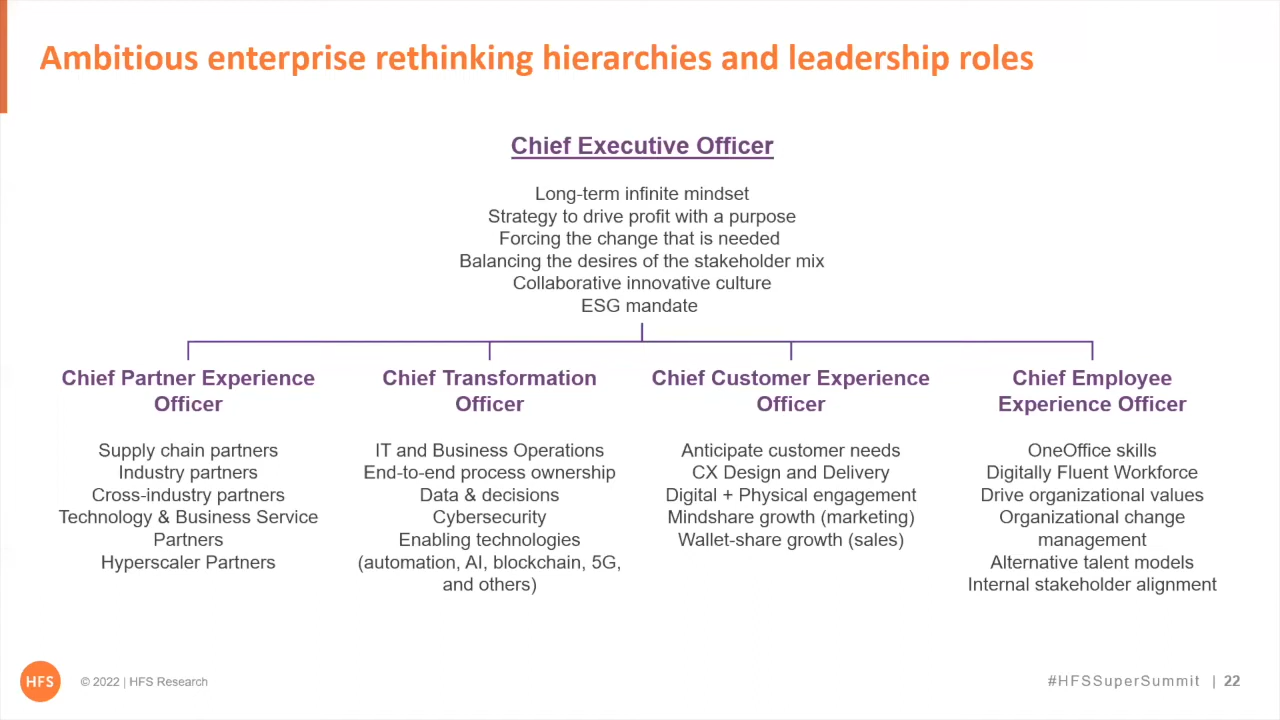 Ambitious enterprise rethinking hierarchies and leadership roles
Chief Executive Officer
Long-term infinite mindset
Strategy to drive profit with a purpose
Forcing the change that is needed
Balancing the desires of the stakeholder mix
Collaborative innovative culture
ESG mandate
Chief Partner Experience
Officer
Supply chain partners
Industry partners
Cross-industry partners
Technology & Business Service
Partners
Hyperscaler Partners
Chief Transformation
Officer
IT and Business Operations
End-to-end process ownership
Data & decisions
Cybersecurity
Enabling technologies
(automation, AI, blockchain, 5G,
and others)
Chief Customer Experience
Officer
Anticipate customer needs
CX Design and Delivery
Digital + Physical engagement
Mindshare growth (marketing)
Wallet-share growth (sales)
Chief Employee
Experience Officer
OneOffice skills
Digitally Fluent Workforce
Drive organizational values
Organizational change
management
Alternative talent models
Internal stakeholder alignment
HFS
© 2022 | HFS Research
#HFSSuperSummit | 22